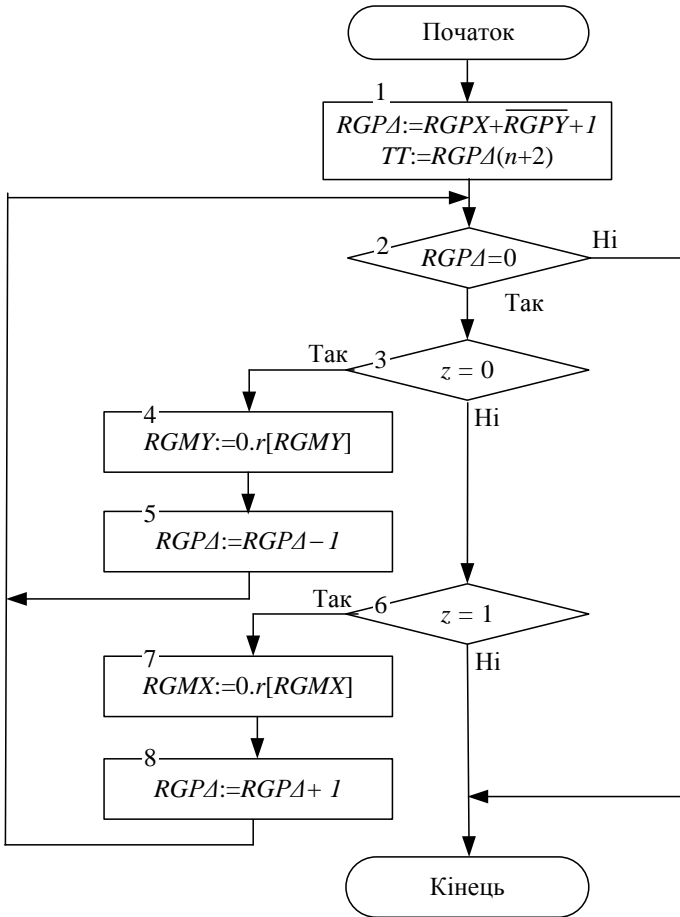 Початок
1
RGPΔ:=RGPX+R̅G̅P̅Y̅+1
TT:=RGPΔ(n+2)
2
RGPΔ=0
Ні
Так
3
z = 0
Так
Ні
4
RGMY:=0.r[RGMY]
5
RGPΔ:=RGPΔ−1
6
z = 1
Так
Ні
7
RGMX:=0.r[RGMX]
8
RGPΔ:=RGPΔ+ 1
Кінець